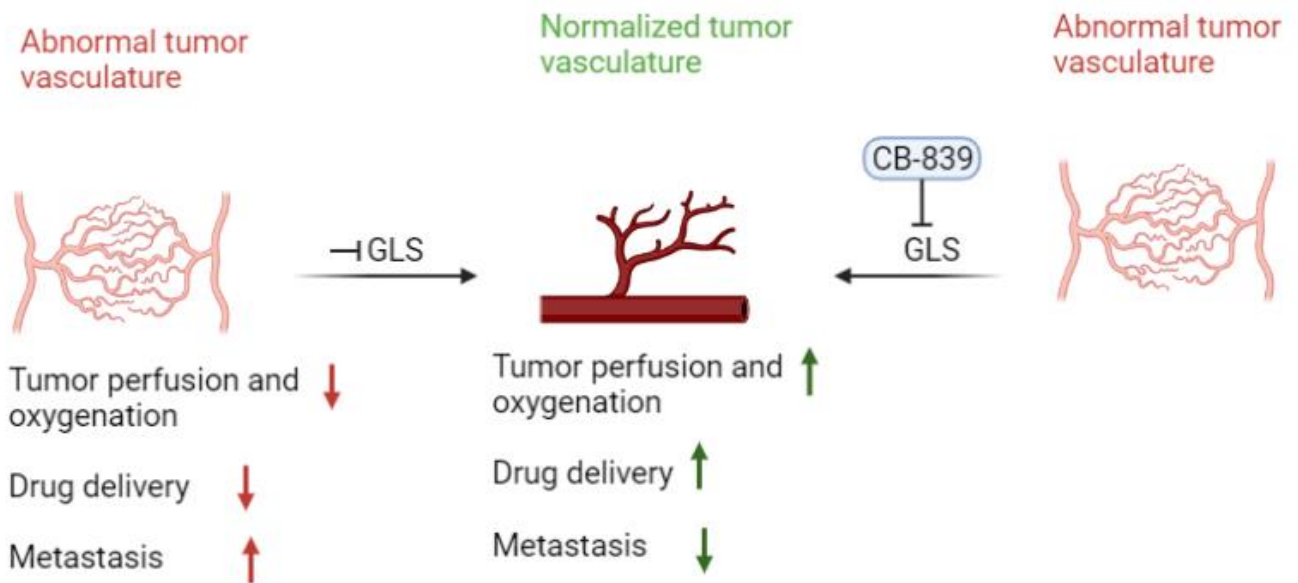 Abnormal tumor
vasculature
Normalized tumor
vasculature
Abnormal tumor
vasculature
CB-839
GLS
GLS
Tumor perfusion and
oxygenation
Drug delivery
Metastasis
Tumor perfusion and
oxygenation
Drug delivery
Metastasis